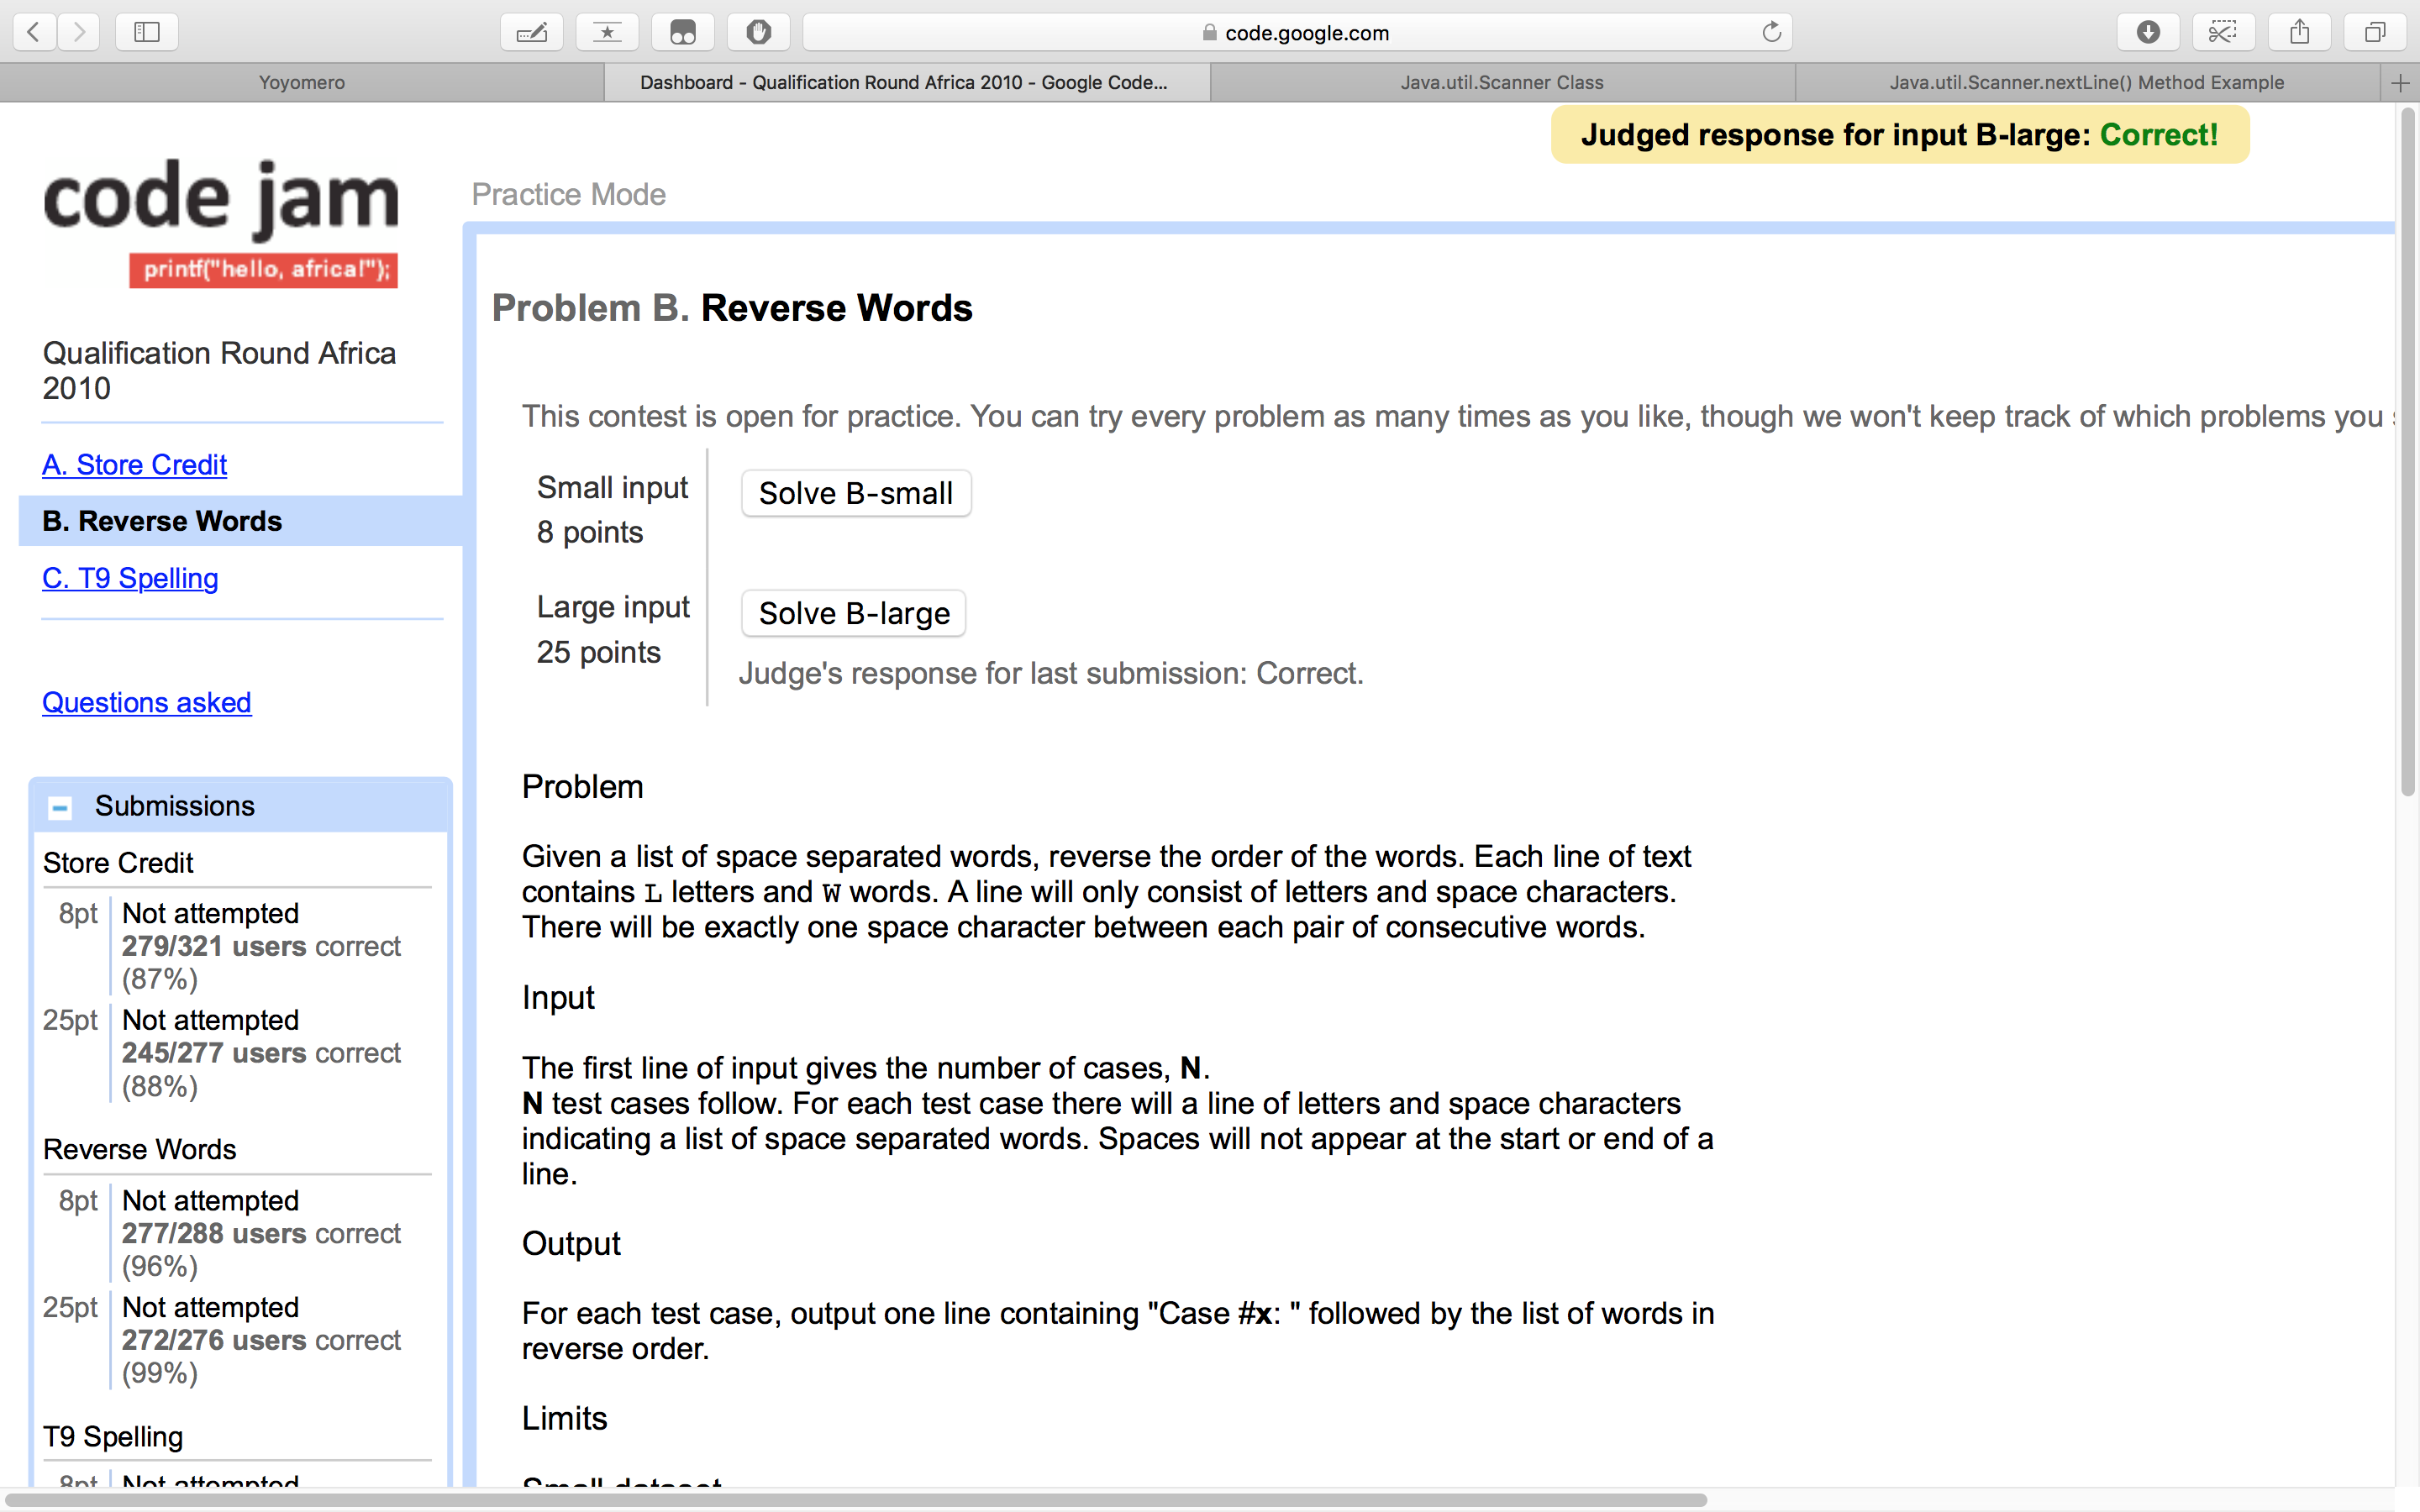 code.google.com
Yoyomero
Dashboard - Qualification Round Africa 2010 - Google Code...
Java.util.Scanner Class
Java.util.Scanner.nextLine() Method Example
Judged response for input B-large: Correct!
code jam
printf("hello, africa!");
Practice Mode
Qualification Round Africa
2010
A. Store Credit
B. Reverse Words
C. T9 Spelling
Questions asked
Submissions
Store Credit
8pt Not attempted
279/321 users correct
(87%)
25pt Not attempted
245/277 users correct
(88%)
Reverse Words
8pt Not attempted
277/288 users correct
(96%)
25pt Not attempted
272/276 users correct
(99%)
T9 Spelling
8pt Not attempted
Problem B. Reverse Words
This contest is open for practice. You can try every problem as many times as you like, though we won't keep track of which problems you
Small input
8 points
Solve B-small
Large input
25 points
Solve B-large
Judge's response for last submission: Correct.
Problem
Given a list of space separated words, reverse the order of the words. Each line of text
contains L letters and W words. A line will only consist of letters and space characters.
There will be exactly one space character between each pair of consecutive words.
Input
The first line of input gives the number of cases, N.
N test cases follow. For each test case there will a line of letters and space characters
indicating a list of space separated words. Spaces will not appear at the start or end of a
line.
Output
For each test case, output one line containing "Case #x: " followed by the list of words in
reverse order.
Limits
Small dataset